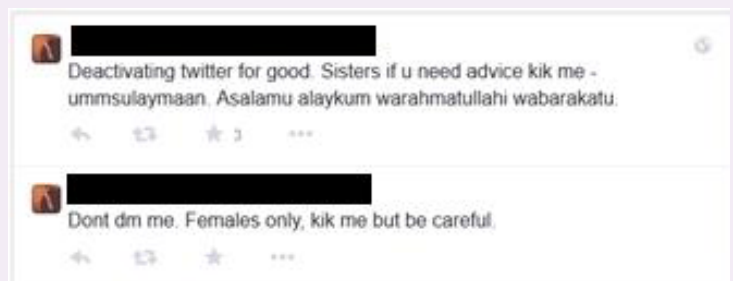 Deactivating twitter for good. Sisters if u need advice kik me -
ummsulaymaan. Asalamu alaykum warahmatullahi wabarakatu.
3
Dont dm me. Females only, kik me but be careful.